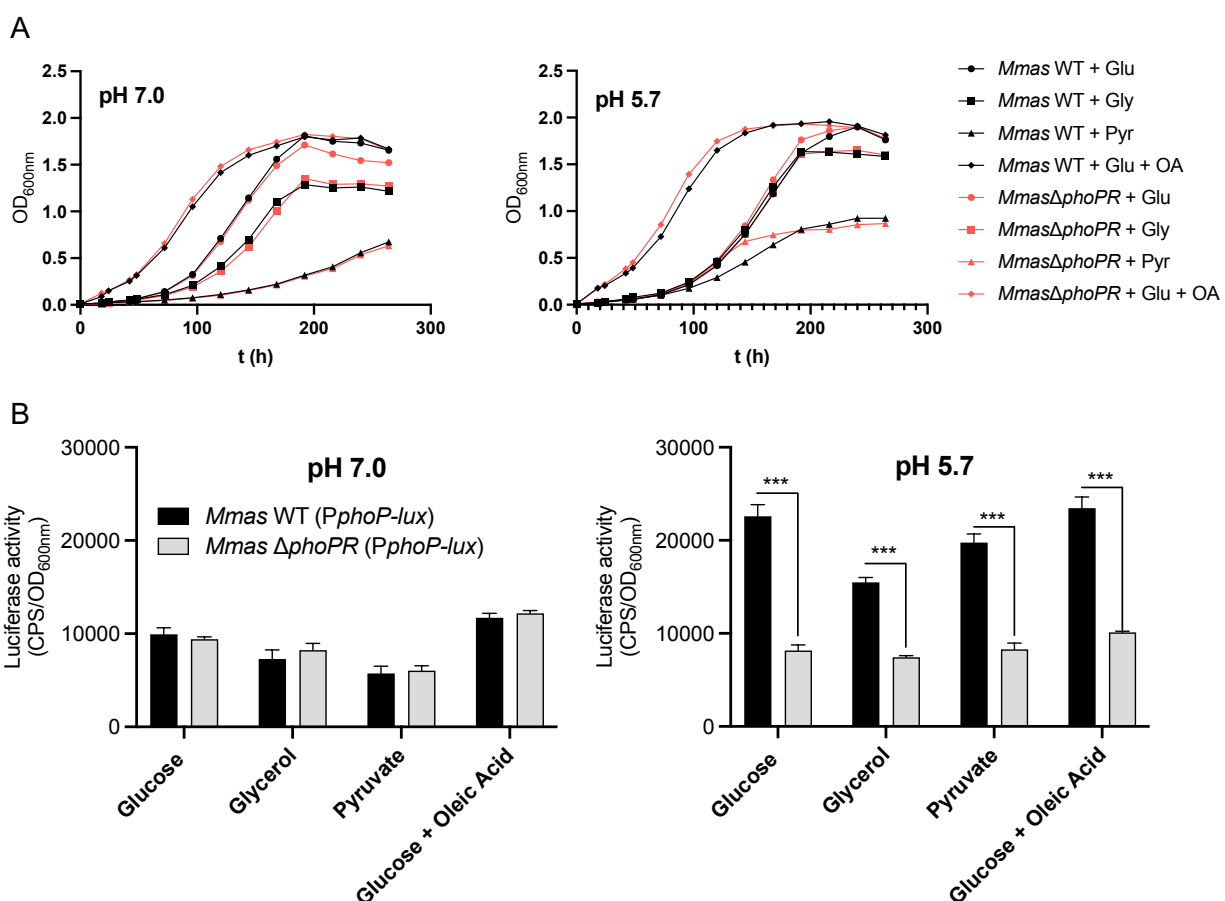 A
pH 7.0
OD600nm
2.5
2.0
1.5
1.0
0.5
0.0
0 100 200 300
t (h)
pH 5.7
OD600nm
2.5
2.0
1.5
1.0
0.5
0.0
0 100 200 300
t (h)
Mmas WT + Glu
Mmas WT + Gly
Mmas WT + Pyr
Mmas WT + Glu + OA
MmasΔphoPR + Glu
MmasΔphoPR + Gly
MmasΔphoPR + Pyr
MmasΔphoPR + Glu + OA
B
pH 7.0
Luciferase activity
(CPS/OD600nm)
30000
20000
10000
0
Mmas WT (PphoP-lux)
Mmas ΔphoPR (PphoP-lux)
Glucose
Glycerol
Pyruvate
Glucose + Oleic Acid
pH 5.7
Luciferase activity
(CPS/OD600nm)
30000
20000
10000
0
***
***
***
***
Glucose
Glycerol
Pyruvate
Glucose + Oleic Acid